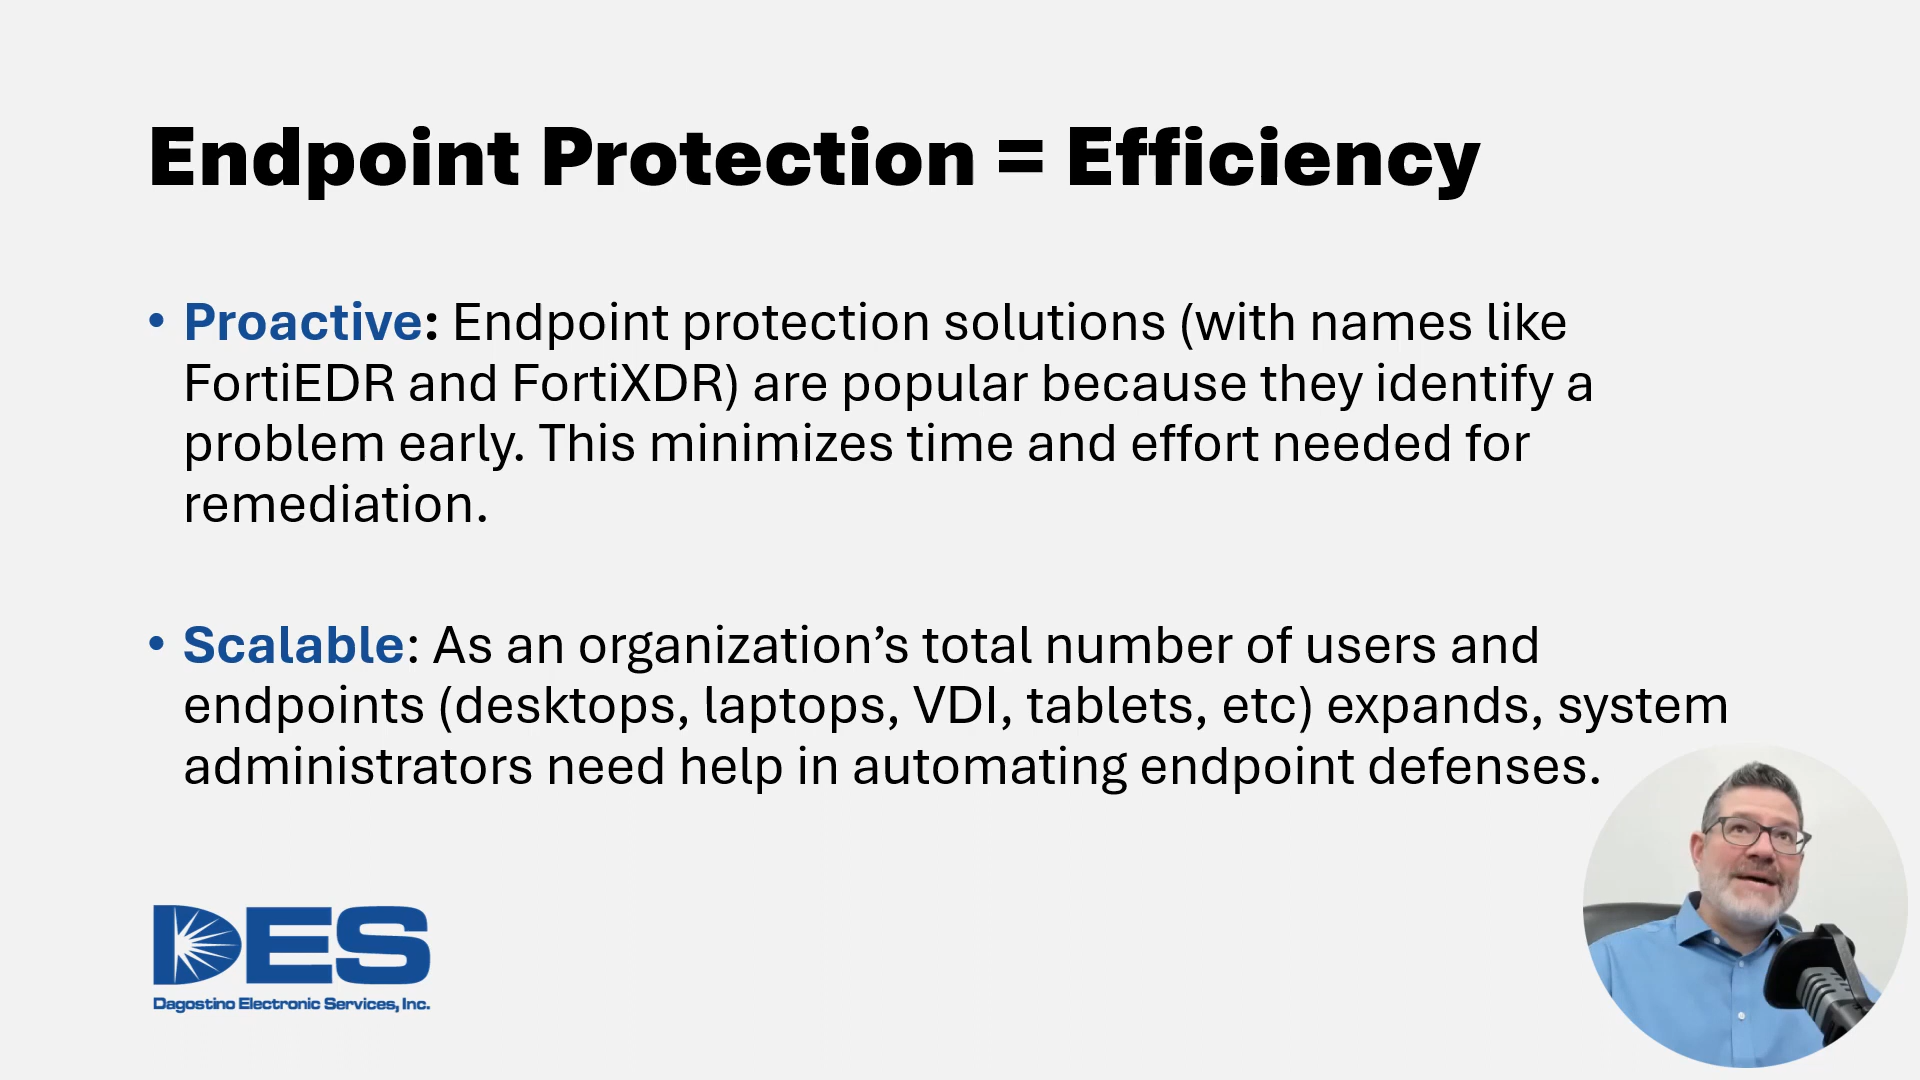 Endpoint Protection = Efficiency
• Proactive: Endpoint protection solutions (with names like
FortiEDR and FortiXDR) are popular because they identify a
problem early. This minimizes time and effort needed for
remediation.
• Scalable: As an organization’s total number of users and
endpoints (desktops, laptops, VDI, tablets, etc) expands, system
administrators need help in automating endpoint defenses.
DES
Dagostino Electronic Services, Inc.